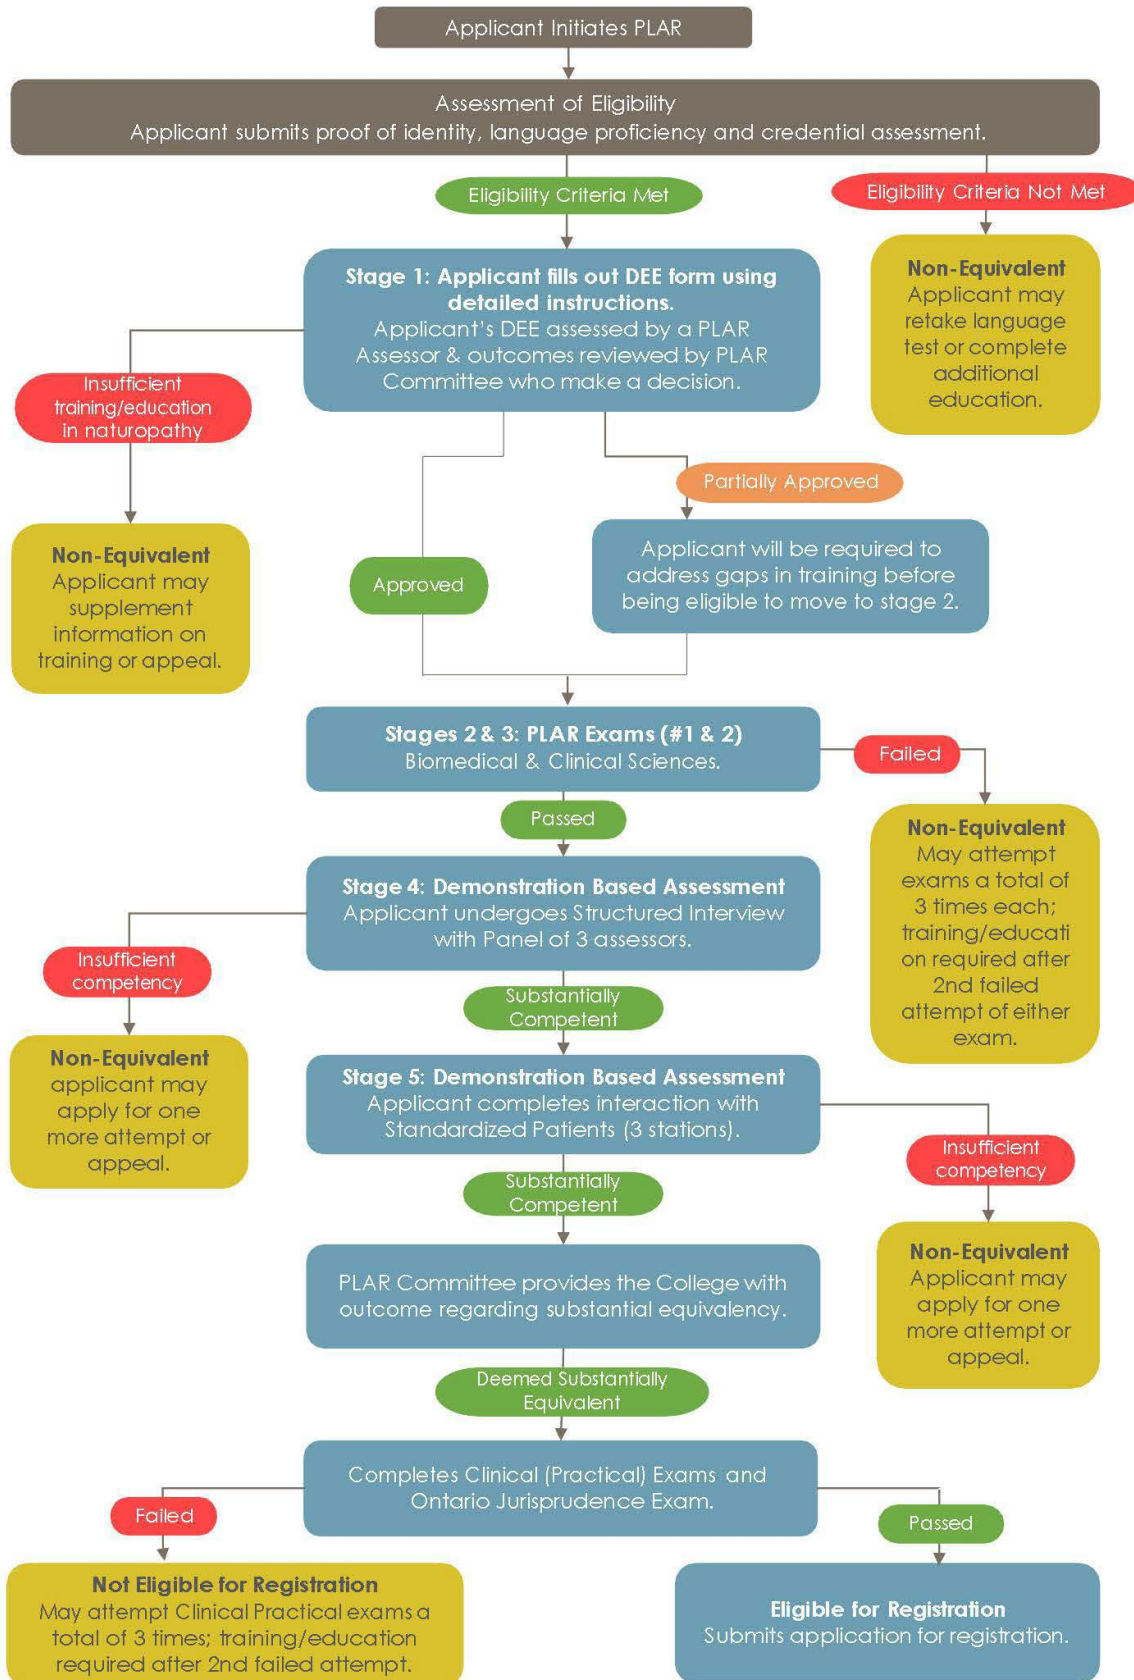 Applicant Initiates PLAR
Assessment of Eligibility
Applicant submits proof of identity, language proficiency and credential assessment.
Eligibility Criteria Met
Eligibility Criteria Not Met
Stage 1: Applicant fills out DEE form using
detailed instructions.
Applicant's DEE assessed by a PLAR
Assessor & outcomes reviewed by PLAR
Committee who make a decision.
Non-Equivalent
Applicant may
retake language
test or complete
additional
education.
Insufficient
training/education
in naturopathy
Partially Approved
Non-Equivalent
Applicant may
supplement
information on
training or appeal.
Approved
Applicant will be required to
address gaps in training before
being eligible to move to stage 2.
Stages 2 & 3: PLAR Exams (#1 & 2)
Biomedical & Clinical Sciences.
Failed
Passed
Non-Equivalent
May attempt
exams a total of
3 times each;
training/educati
on required after
2nd failed
attempt of either
exam.
Stage 4: Demonstration Based Assessment
Applicant undergoes Structured Interview
with Panel of 3 assessors.
Insufficient
competency
Substantially
Competent
Non-Equivalent
applicant may
apply for one
more attempt or
appeal.
Stage 5: Demonstration Based Assessment
Applicant completes interaction with
Standardized Patients (3 stations).
Insufficient
competency
Substantially
Competent
Non-Equivalent
Applicant may
apply for one
more attempt or
appeal.
PLAR Committee provides the College with
outcome regarding substantial equivalency.
Deemed Substantially
Equivalent
Completes Clinical (Practical) Exams and
Ontario Jurisprudence Exam.
Failed
Passed
Not Eligible for Registration
May attempt Clinical Practical exams a
total of 3 times; training/education
required after 2nd failed attempt.
Eligible for Registration
Submits application for registration.